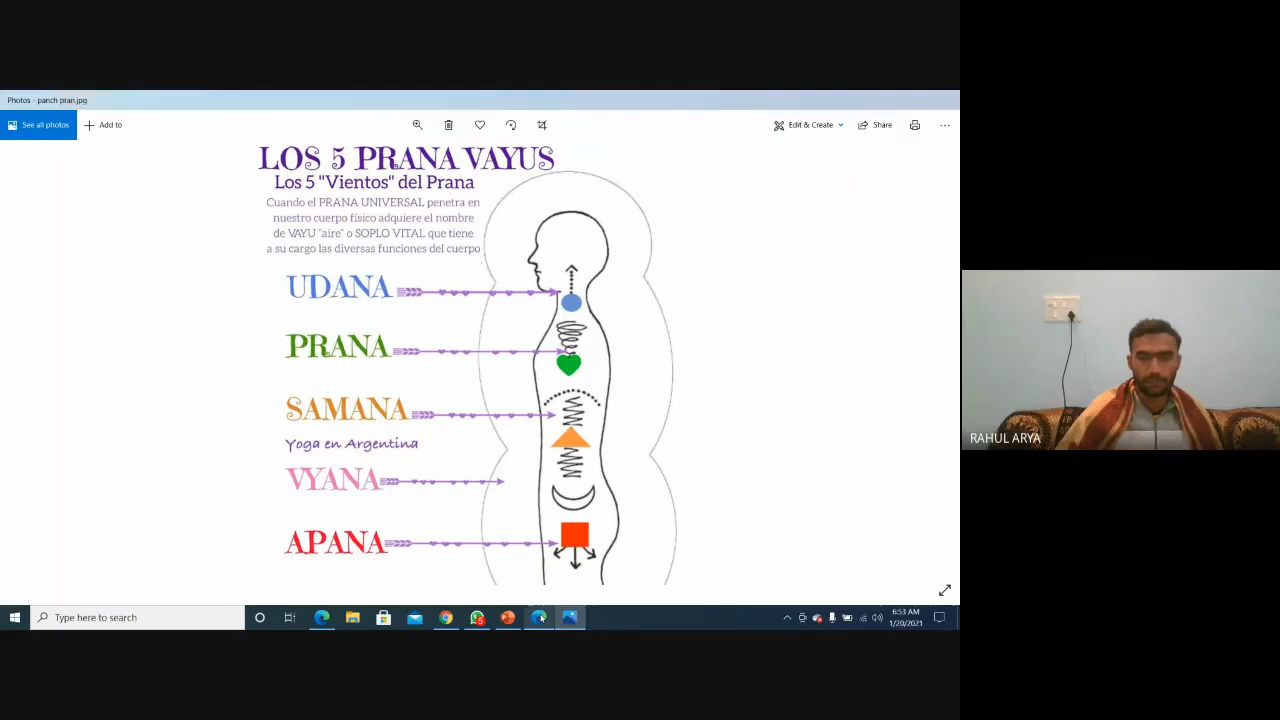 Photos - panch pran.jpg
See all photos
Add to
Edit & Create
Share
LOS 5 PRANA VAYUS
Los 5 "Vientos" del Prana
Cuando el PRANA UNIVERSAL penetra en
nuestro cuerpo físico adquiere el nombre
de VAYU "aire" o SOPLO VITAL que tiene
a su cargo las diversas funciones del cuerpo
UDANA
PRANA
SAMANA
Yoga en Argentina
VYANA
APANA
RAHUL ARYA
Type here to search
5
6:53 AM
1/20/2021